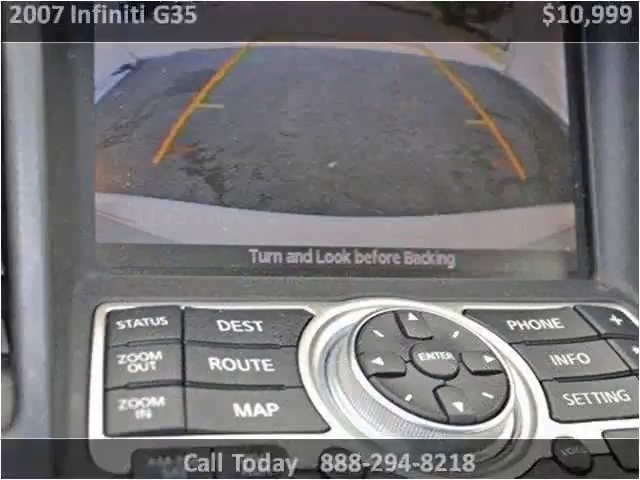 2007 Infiniti G35 $10,999
Turn and Look before Backing
STATUS DEST PHONE +
ZOOM OUT ROUTE ENTER INFO
ZOOM IN MAP SETTING
Call Today 888-294-8218